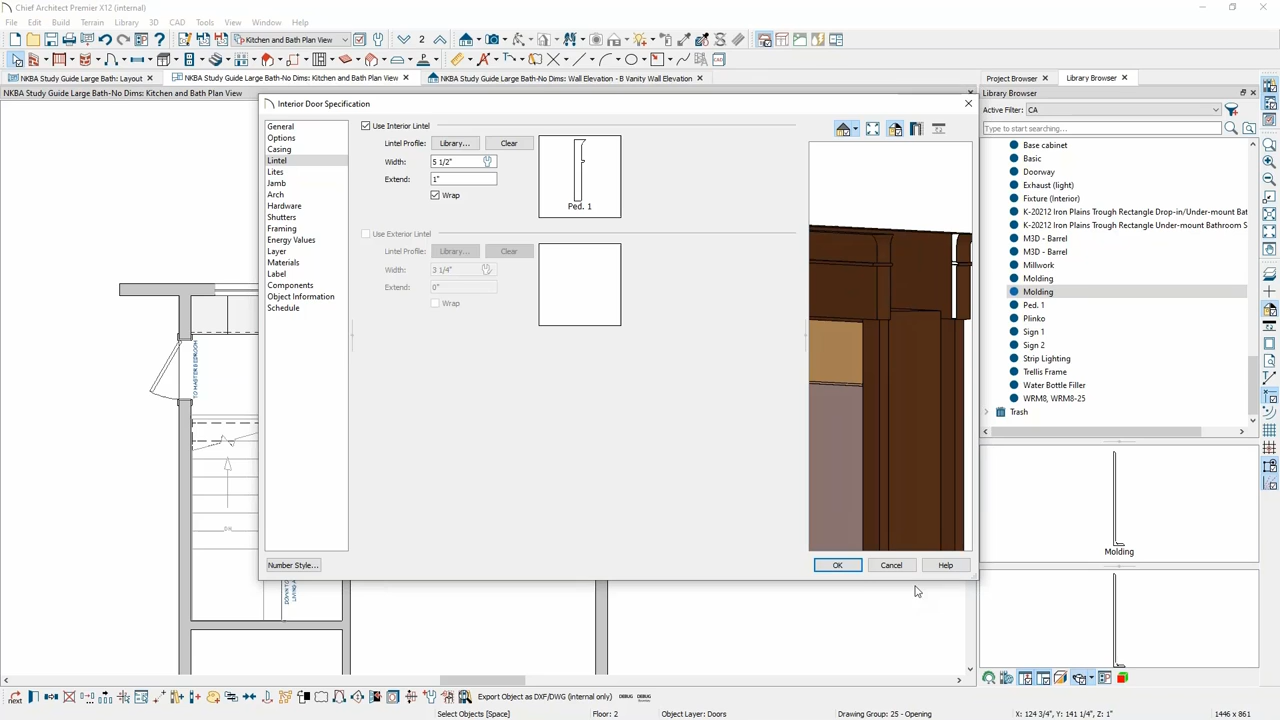 Chief Architect Premier X12 (internal)
File Edit Build Terrain Library 3D CAD Tools View Window Help
Kitchen and Bath Plan View
2
NKBA Study Guide Large Bath: Layout
NKBA Study Guide Large Bath-No Dims: Kitchen and Bath Plan View
NKBA Study Guide Large Bath-No Dims: Wall Elevation - B Vanity Wall Elevation
NKBA Study Guide Large Bath-No Dims: Kitchen and Bath Plan View
Interior Door Specification
General
Options
Casing
Lintel
Lites
Jamb
Arch
Hardware
Shutters
Framing
Energy Values
Layer
Materials
Label
Components
Object Information
Schedule
Number Style...
Use Interior Lintel
Lintel Profile: Library... Clear
Width: 5 1/2"
Extend: 1"
Wrap
Ped. 1
Use Exterior Lintel
Lintel Profile: Library... Clear
Width: 3 1/4"
Extend: 0"
Wrap
OK Cancel Help
TO MASTER BEDROOM
DN
DOWN TO
LIVING A
Project Browser
Library Browser
Library Browser
Active Filter: CA
Type to start searching...
Base cabinet
Basic
Doorway
Exhaust (light)
Fixture (Interior)
K-20212 Iron Plains Trough Rectangle Drop-in/Under-mount Bat
K-20212 Iron Plains Trough Rectangle Under-mount Bathroom S
M3D - Barrel
M3D - Barrel
Millwork
Molding
Molding
Ped. 1
Plinko
Sign 1
Sign 2
Strip Lighting
Trellis Frame
Water Bottle Filler
WRM8, WRM8-25
Trash
Molding
next
Export Object as DXF/DWG (internal only)
DEBUG DEBUG
Select Objects [Space]
Floor: 2
Object Layer: Doors
Drawing Group: 25 - Opening
X: 124 3/4", Y: 141 1/4", Z: 1"
1446 x 861